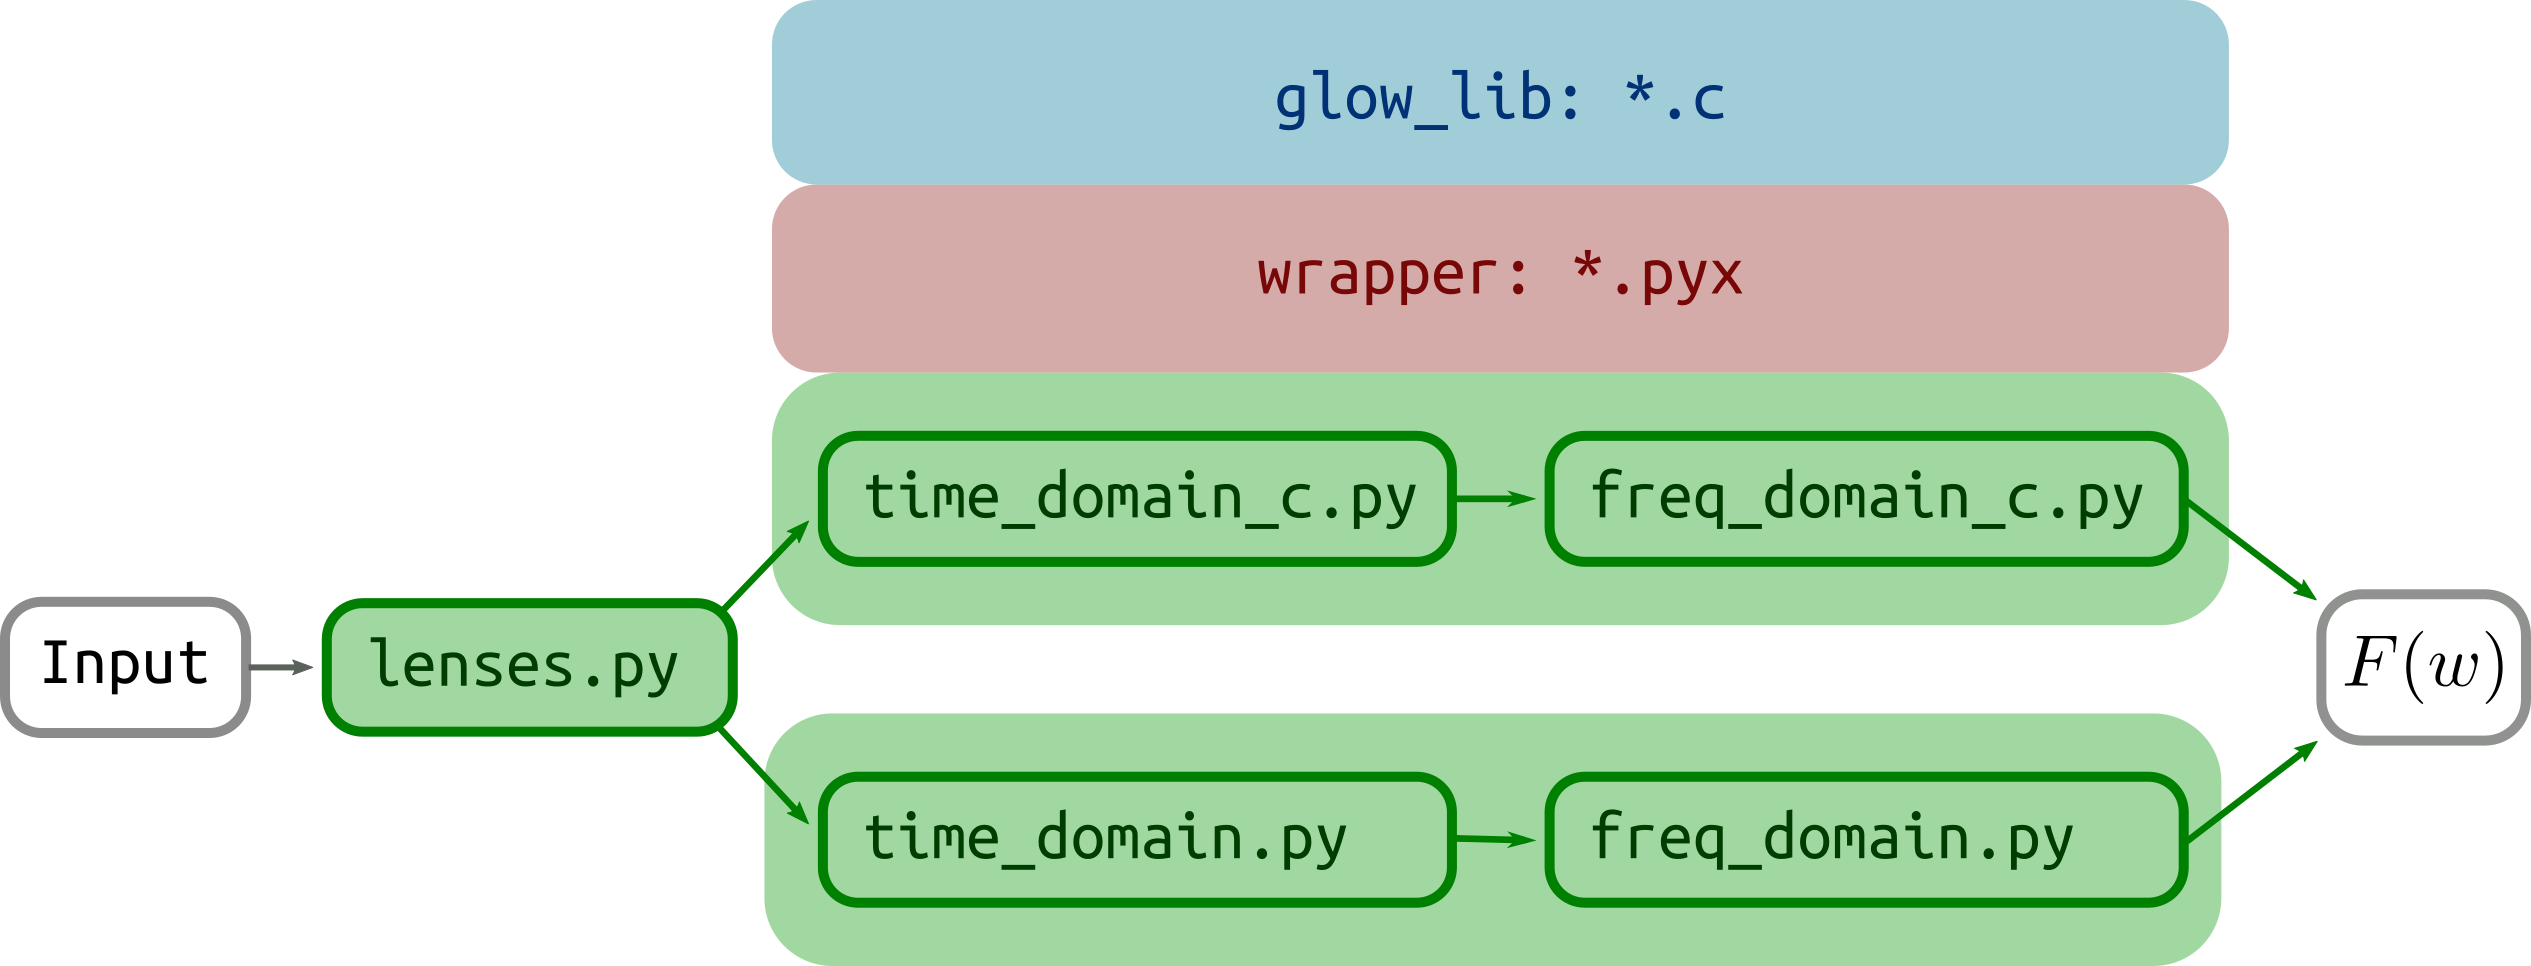 glow_lib: *.c
wrapper: *.pyx
time_domain_c.py
freq_domain_c.py
Input
lenses.py
F(w)
time_domain.py
freq_domain.py